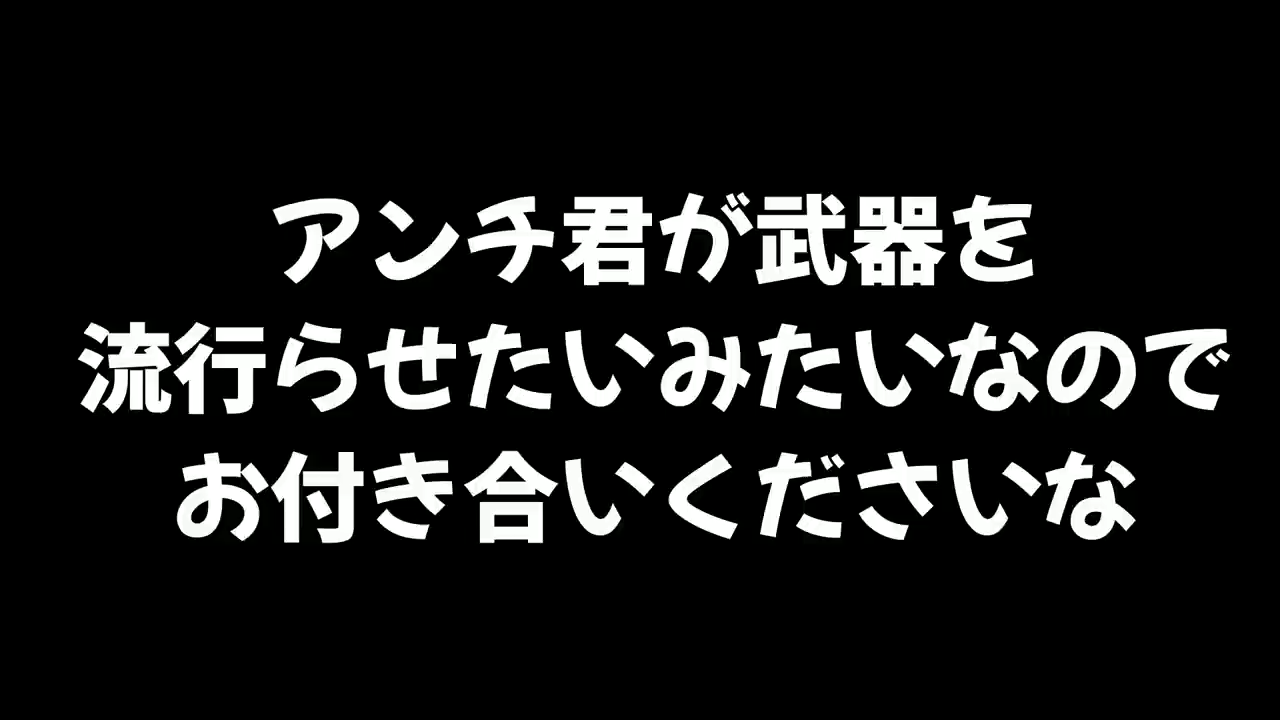 アンチ君が武器を
流行らせたいみたいなので
お付き合いくださいな